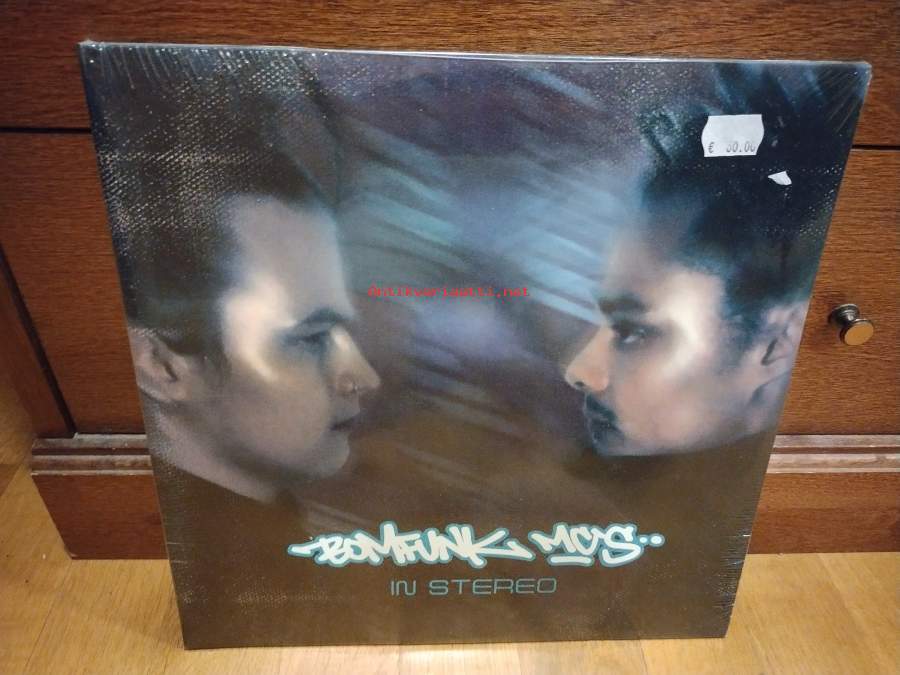 antikvariaatti.net
BOMFUNK MC'S
IN STEREO